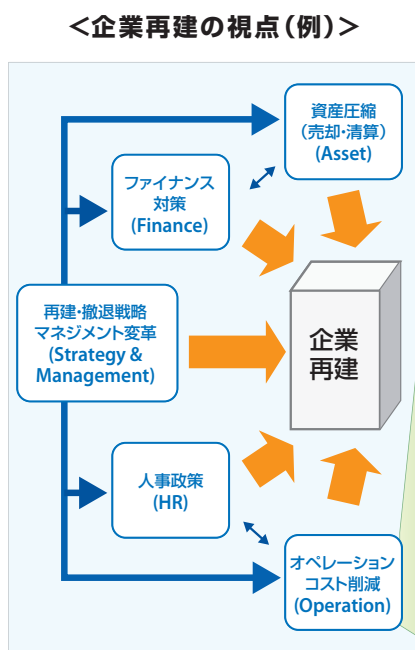 ＜企業再建の視点（例）＞
資産圧縮
（売却・清算）
(Asset)
ファイナンス
対策
(Finance)
再建・撤退戦略
マネジメント変革
(Strategy &
Management)
企業
再建
人事政策
(HR)
オペレーション
コスト削減
(Operation)